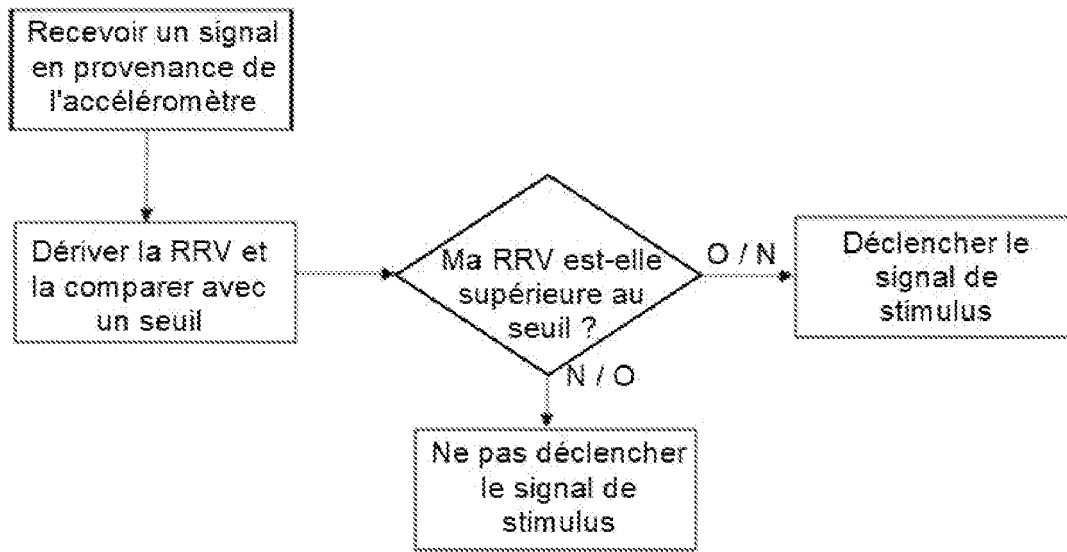 Recevoir un signal
en provenance de
l'accéléromètre
Dériver la RRV et
la comparer avec
un seuil
Ma RRV est-elle
supérieure au
seuil ?
O / N
Déclencher le
signal de
stimulus
N / O
Ne pas déclencher
le signal de
stimulus